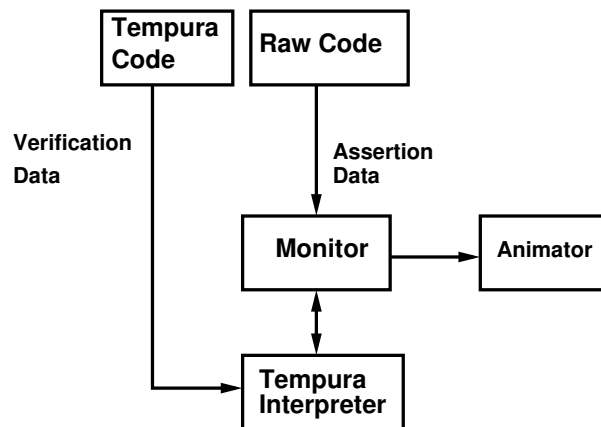 Tempura
Code
Raw Code
Verification
Data
Assertion
Data
Monitor
Animator
Tempura
Interpreter